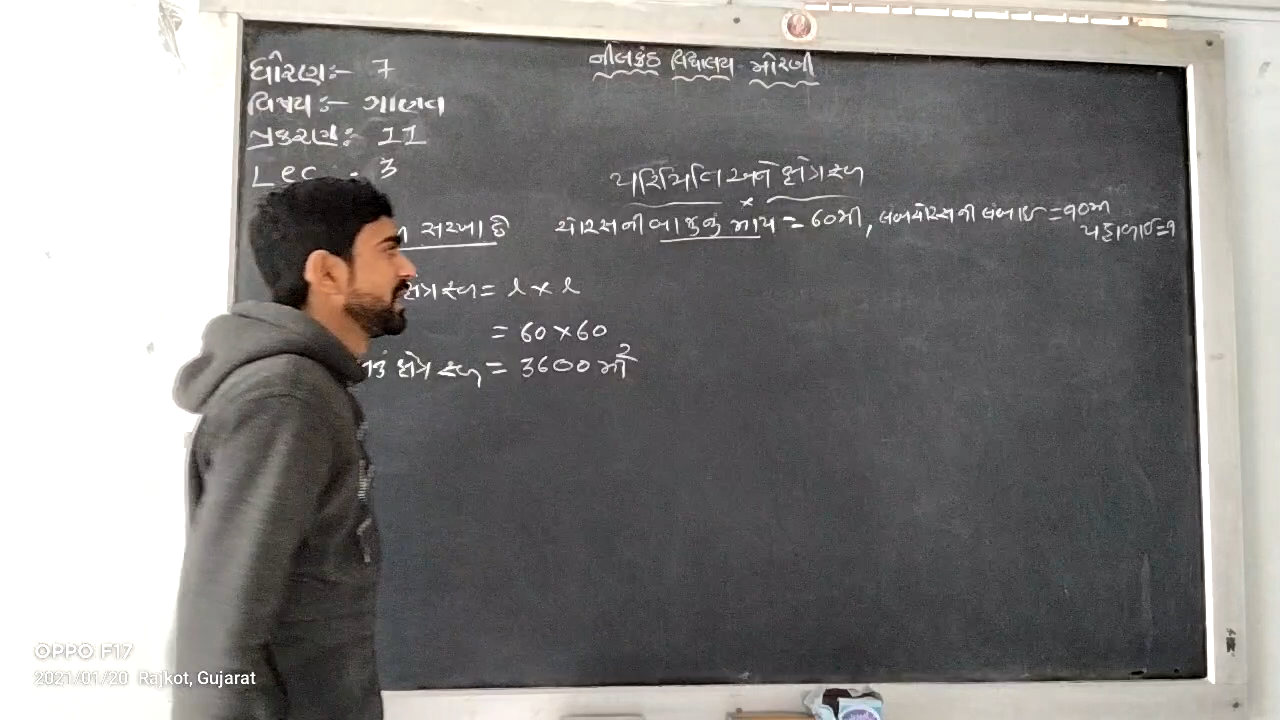 નીલકંઠ વિદ્યાલય મોરબી
ધોરણ:- 7
વિષય:- ગણિત
પ્રકરણ:- 11
Lec - 3
પરિમિતિ અને ક્ષેત્રફળ
સરખા છે
ચોરસની બાજુનું માપ = 60મી, લંબચોરસની લંબાઈ = 90મી
પહોળાઈ = ?
ક્ષેત્રફળ = l × l
= 60 × 60
ક્ષેત્રફળ = 3600 મી²
OPPO F17
2021/01/20 Rajkot, Gujarat